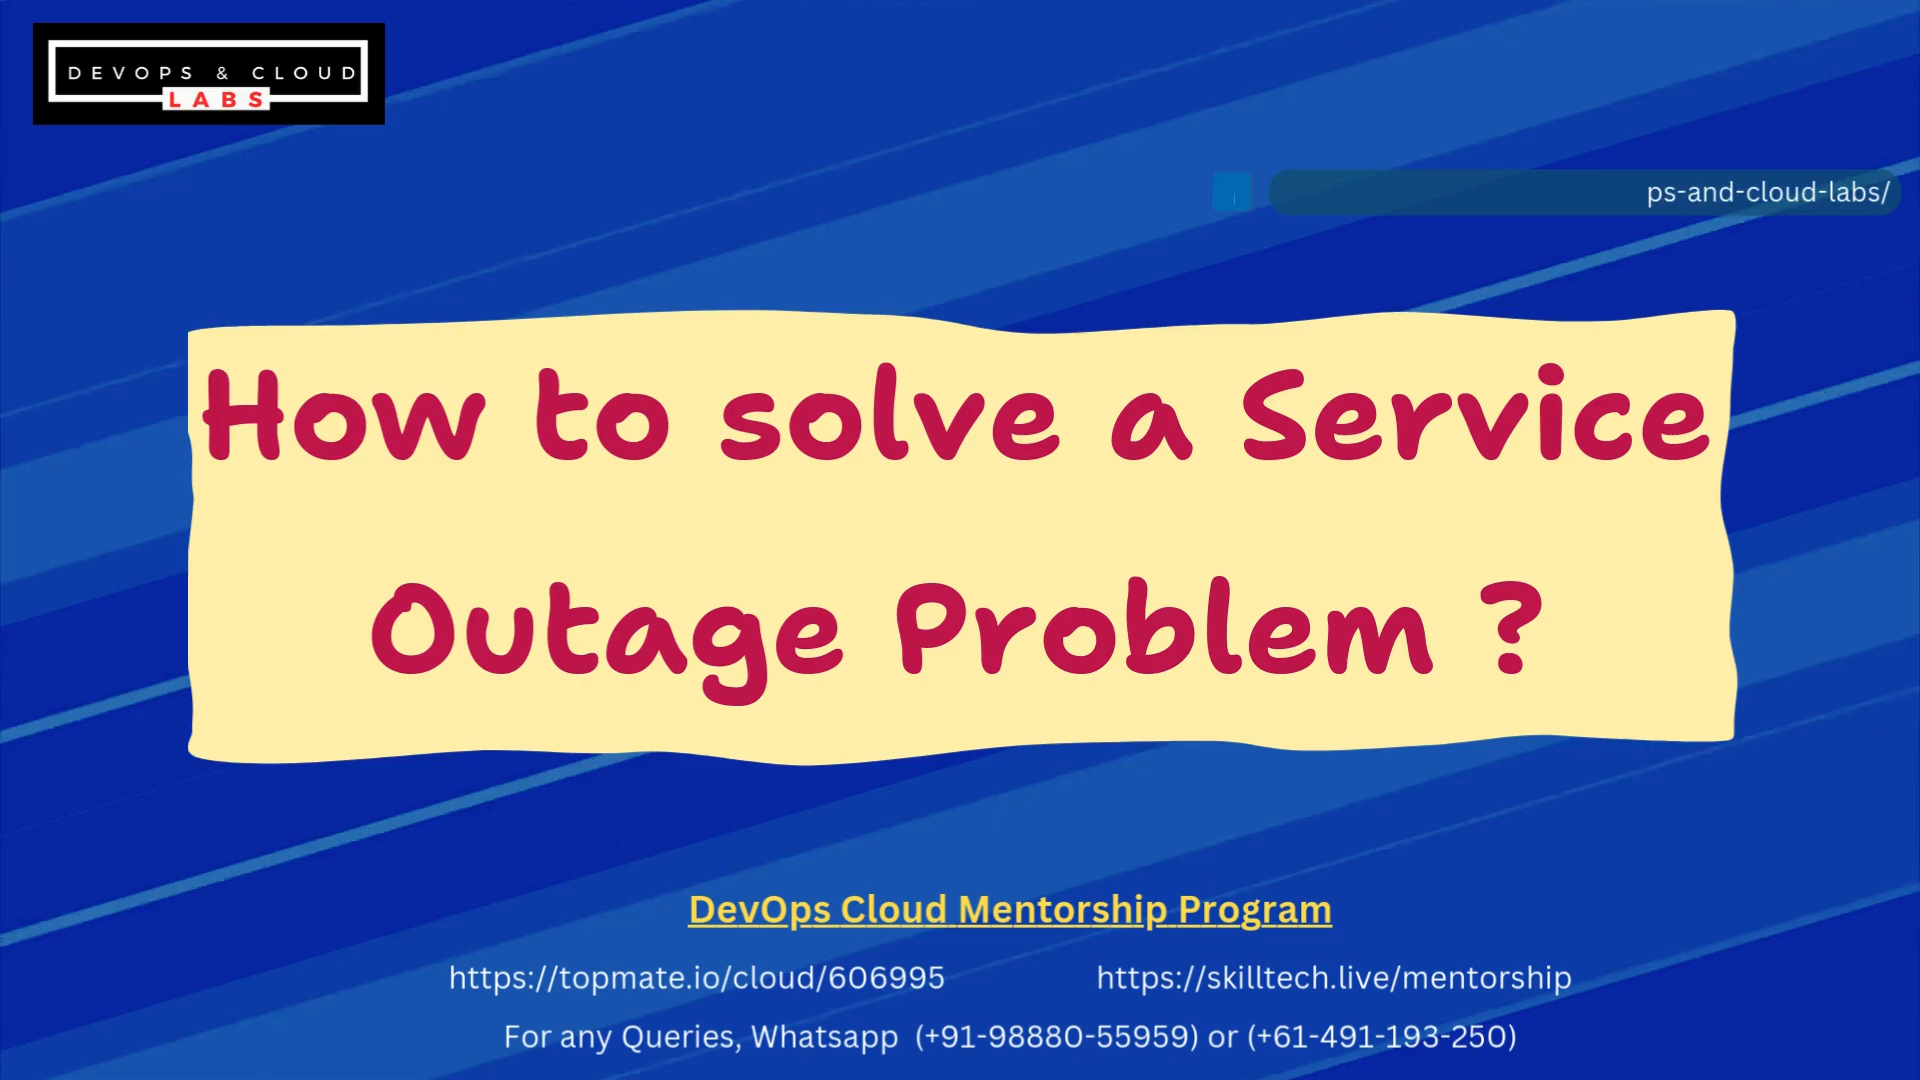 DEVOPS & CLOUD
LABS
ps-and-cloud-labs/
How to solve a Service
Outage Problem ?
DevOps Cloud Mentorship Program
https://topmate.io/cloud/606995
https://skilltech.live/mentorship
For any Queries, Whatsapp (+91-98880-55959) or (+61-491-193-250)